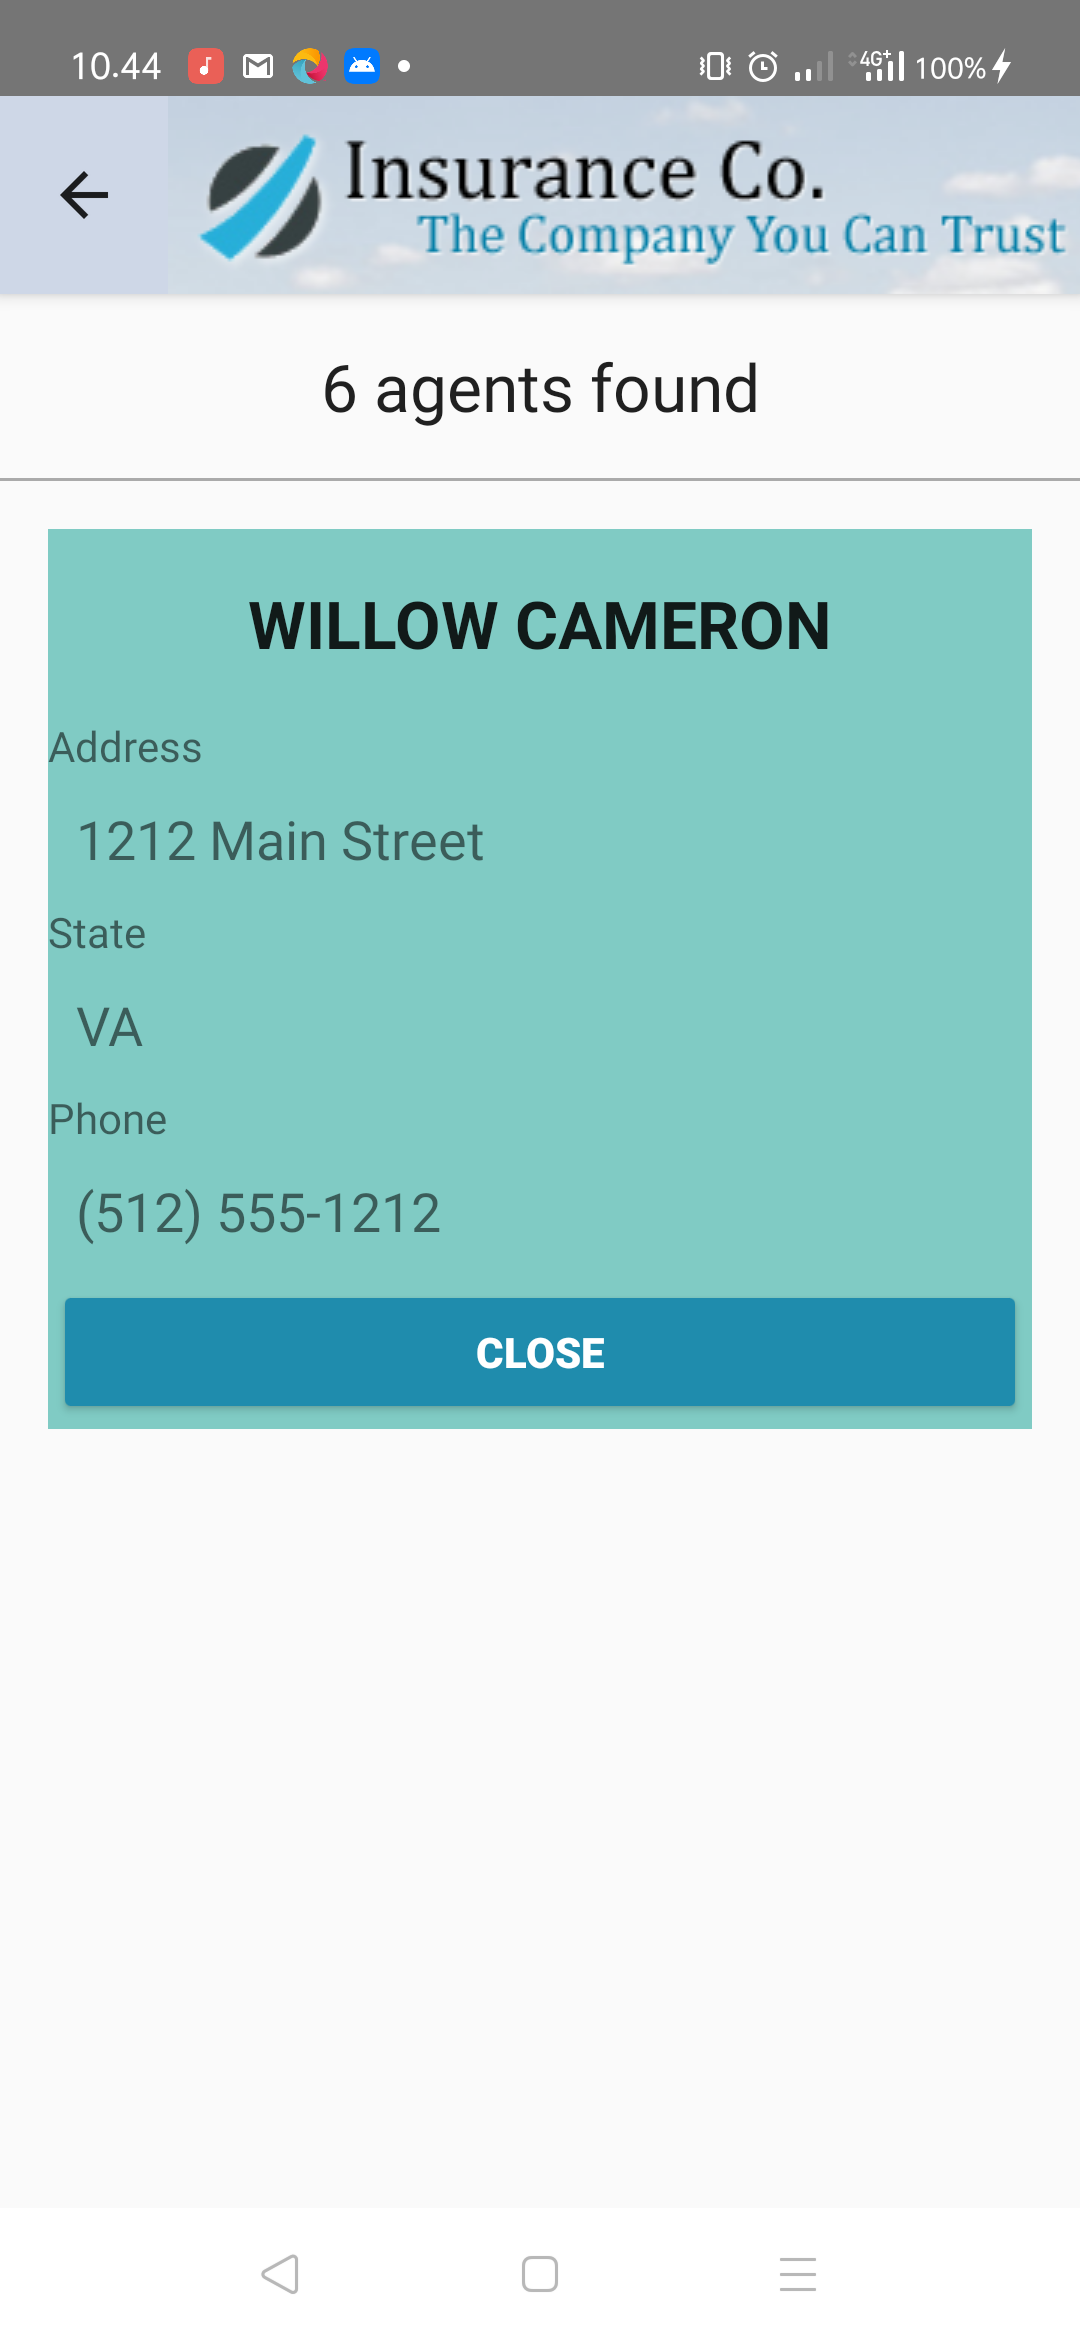 10.44 4G+ 100%
Insurance Co.
The Company You Can Trust
6 agents found
WILLOW CAMERON
Address
1212 Main Street
State
VA
Phone
(512) 555-1212
CLOSE